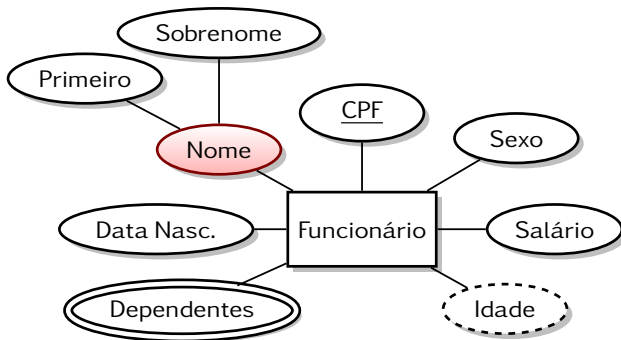 Sobrenome
Primeiro
CPF
Sexo
Nome
Data Nasc.
Funcionário
Salário
Dependentes
Idade